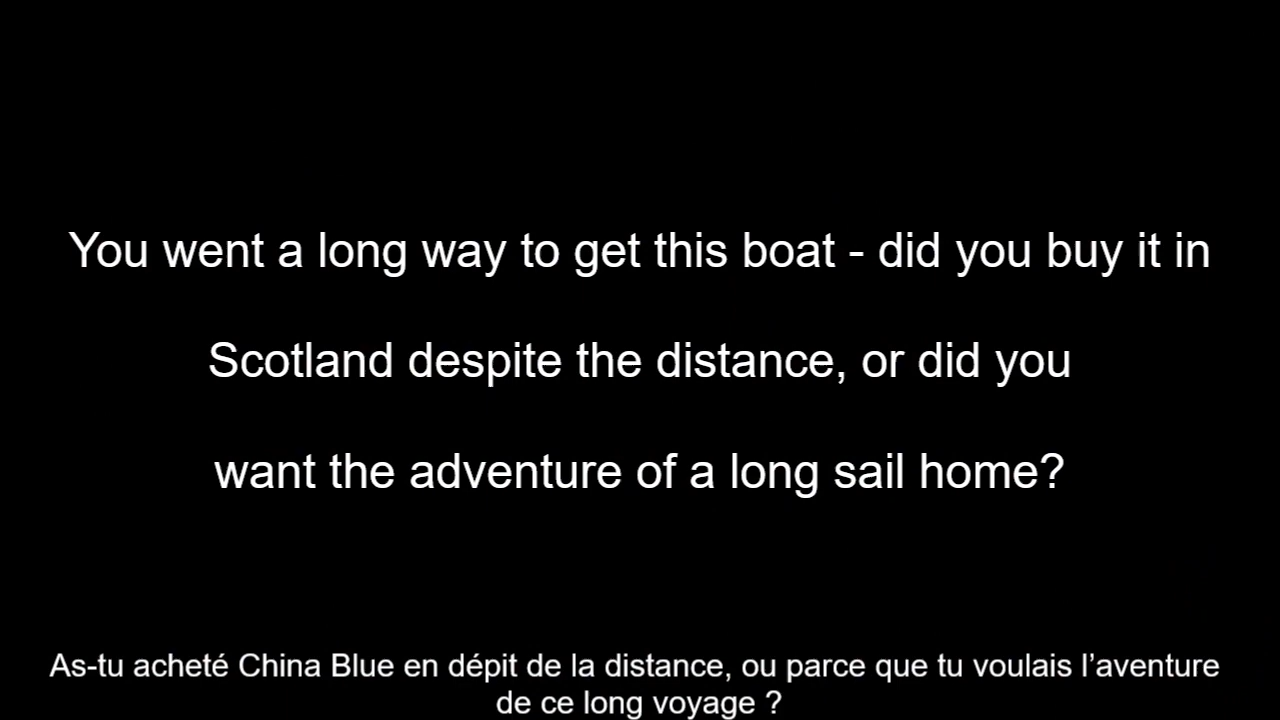 You went a long way to get this boat - did you buy it in
Scotland despite the distance, or did you
want the adventure of a long sail home?
As-tu acheté China Blue en dépit de la distance, ou parce que tu voulais l’aventure
de ce long voyage ?